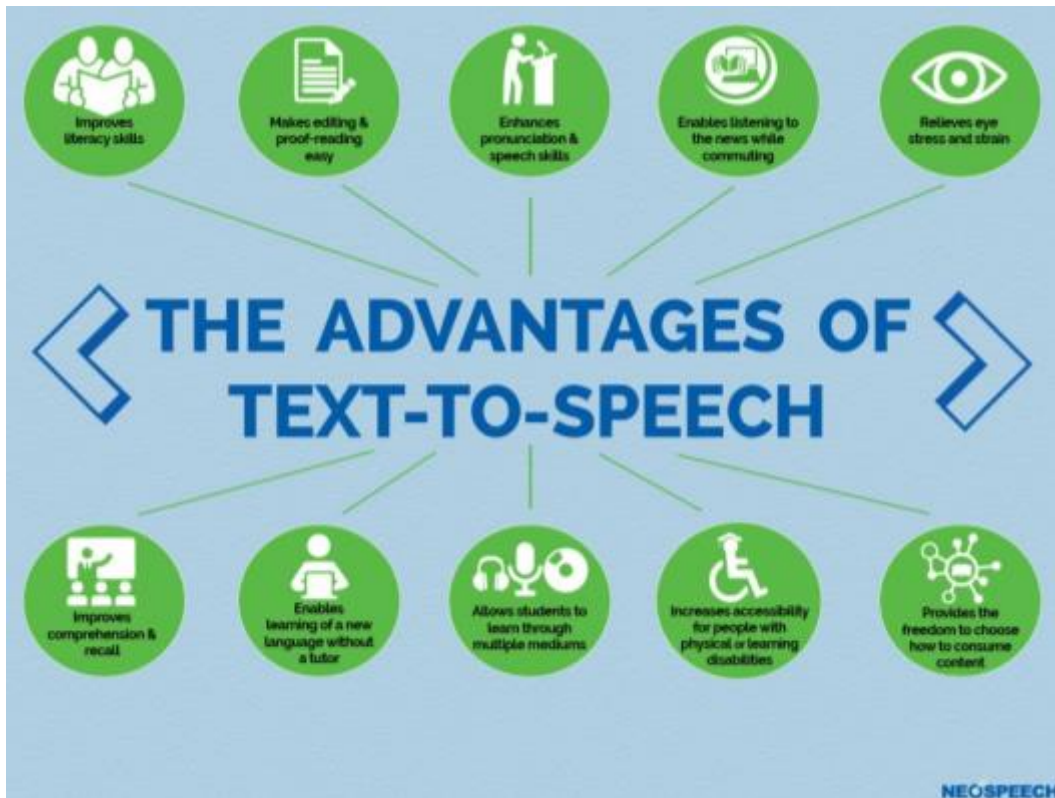 Improves
literacy skills
Makes editing &
proof-reading
easy
Enhances
pronunciation &
speech skills
Enables listening to
the news while
commuting
Relieves eye
stress and strain
THE ADVANTAGES OF
TEXT-TO-SPEECH
Improves
comprehension &
recall
Enables
learning of a new
language without
a tutor
Allows students to
learn through
multiple mediums
Increases accessibility
for people with
physical or learning
disabilities
Provides the
freedom to choose
how to consume
content
NEOSPEECH